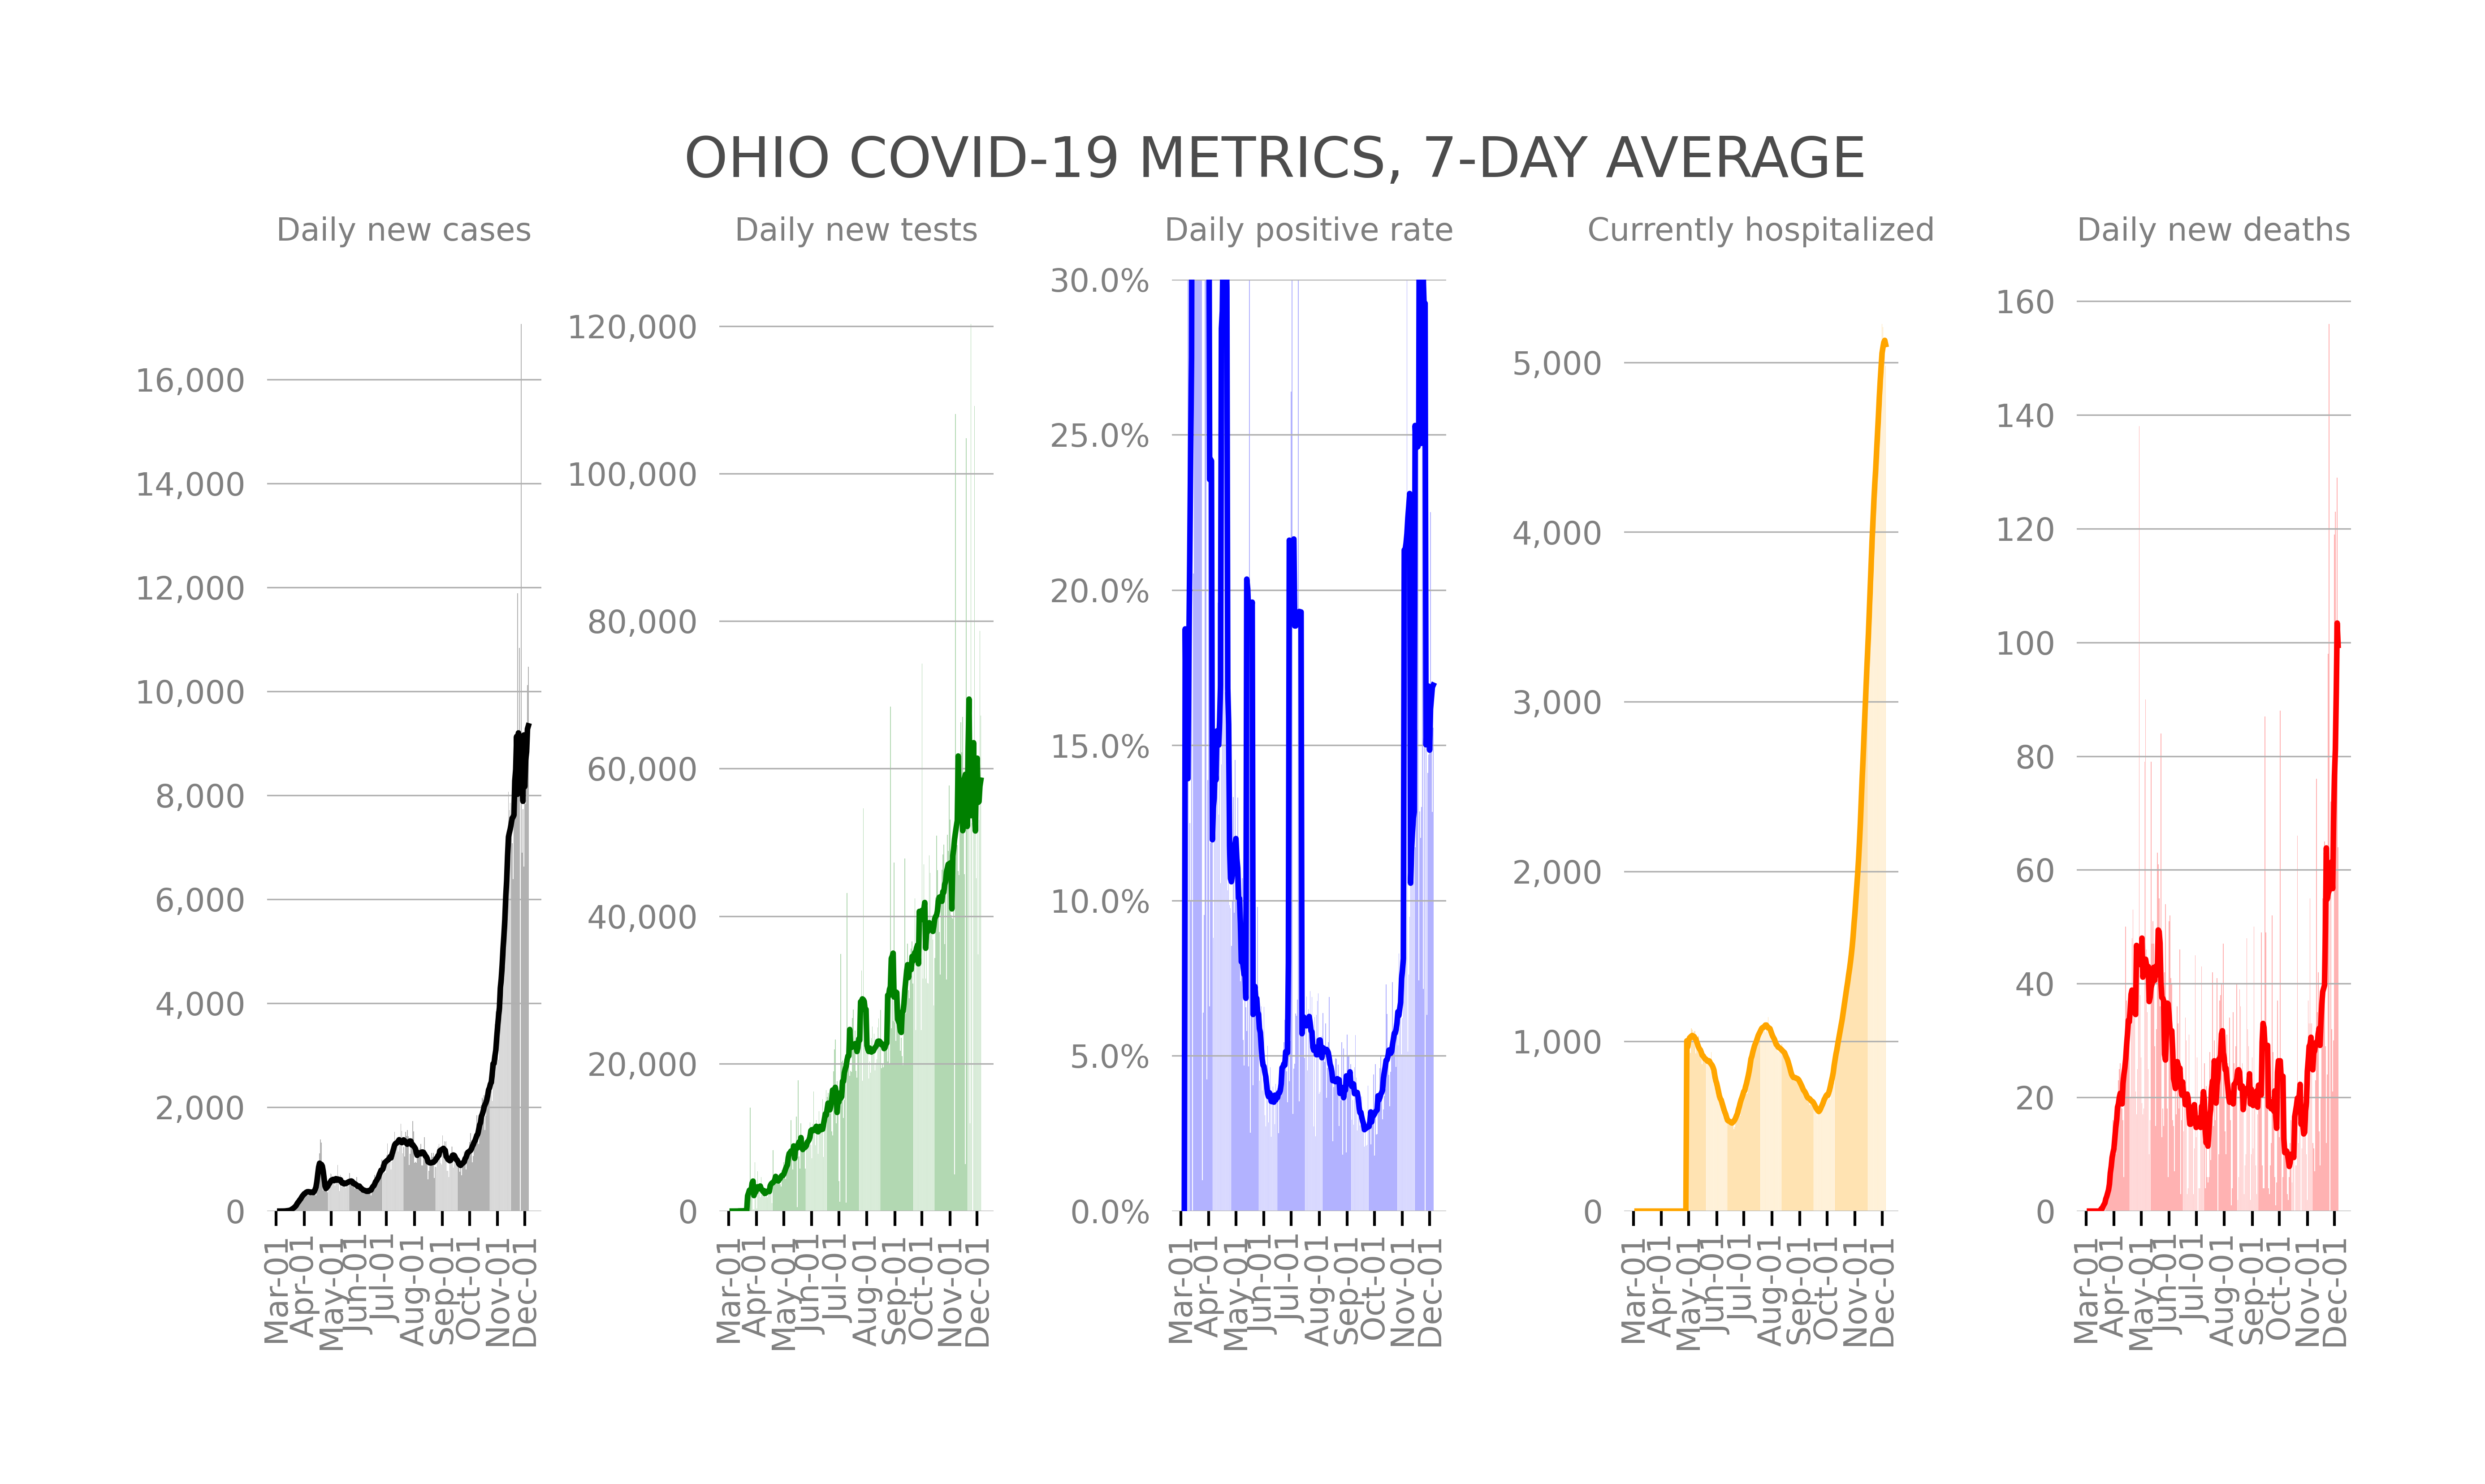 OHIO COVID-19 METRICS, 7-DAY AVERAGE
Daily new cases
16,000
14,000
12,000
10,000
8,000
6,000
4,000
2,000
0
Mar-01
Apr-01
May-01
Jun-01
Jul-01
Aug-01
Sep-01
Oct-01
Nov-01
Dec-01
Daily new tests
120,000
100,000
80,000
60,000
40,000
20,000
0
Mar-01
Apr-01
May-01
Jun-01
Jul-01
Aug-01
Sep-01
Oct-01
Nov-01
Dec-01
Daily positive rate
30.0%
25.0%
20.0%
15.0%
10.0%
5.0%
0.0%
Mar-01
Apr-01
May-01
Jun-01
Jul-01
Aug-01
Sep-01
Oct-01
Nov-01
Dec-01
Currently hospitalized
5,000
4,000
3,000
2,000
1,000
0
Mar-01
Apr-01
May-01
Jun-01
Jul-01
Aug-01
Sep-01
Oct-01
Nov-01
Dec-01
Daily new deaths
160
140
120
100
80
60
40
20
0
Mar-01
Apr-01
May-01
Jun-01
Jul-01
Aug-01
Sep-01
Oct-01
Nov-01
Dec-01